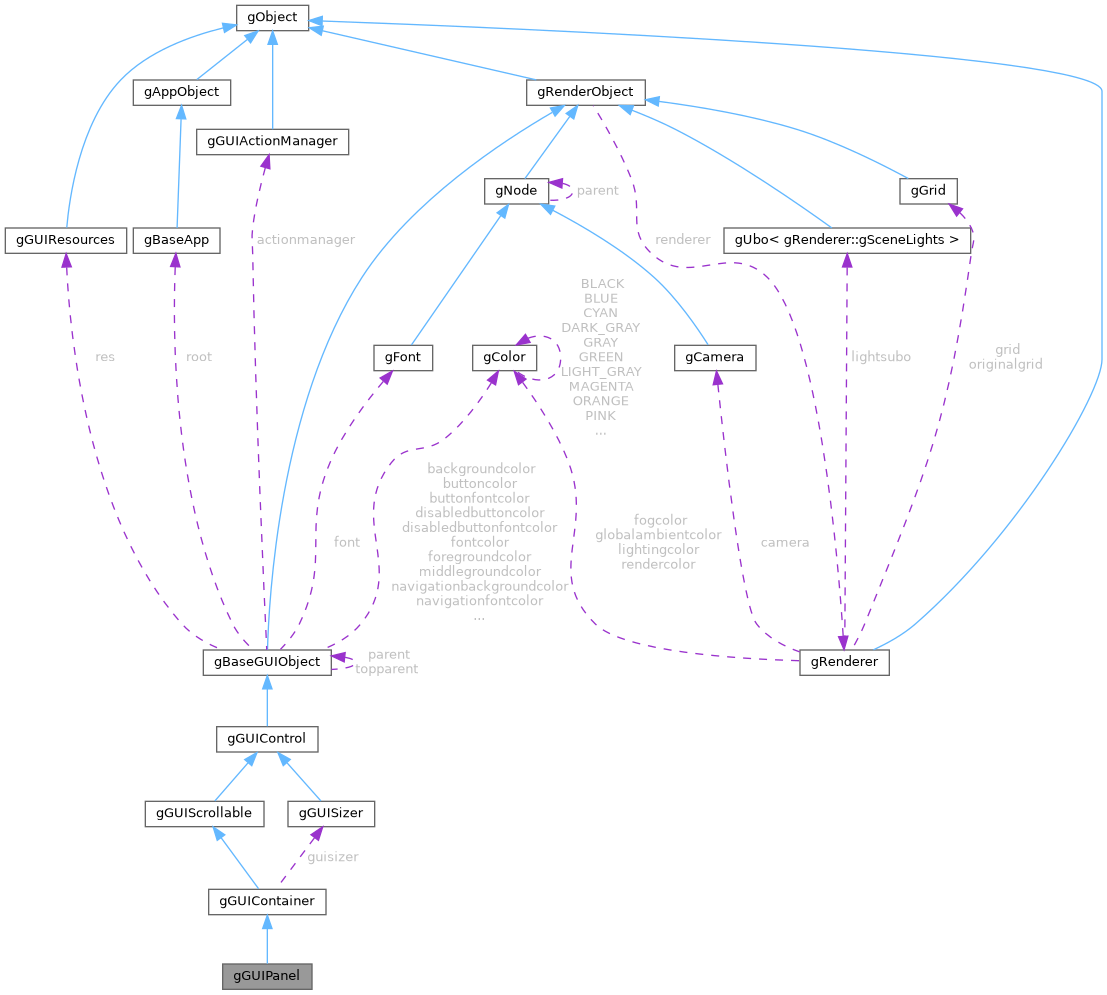 gObject
gAppObject
gRenderObject
gGUIActionManager
gNode
parent
gGrid
gGUIResources
gBaseApp
actionmanager
renderer
gUbo< gRenderer::gSceneLights >
BLACK
BLUE
CYAN
DARK_GRAY
GRAY
GREEN
LIGHT_GRAY
MAGENTA
ORANGE
PINK
...
res
root
gFont
gColor
gCamera
lightsubo
grid
originalgrid
backgroundcolor
buttoncolor
buttonfontcolor
disabledbuttoncolor
disabledbuttonfontcolor
fontcolor
foregroundcolor
middlegroundcolor
navigationbackgroundcolor
navigationfontcolor
...
font
fogcolor
globalambientcolor
lightingcolor
rendercolor
camera
gBaseGUIObject
parent
topparent
gRenderer
gGUIControl
gGUIScrollable
gGUISizer
guisizer
gGUIContainer
gGUIPanel